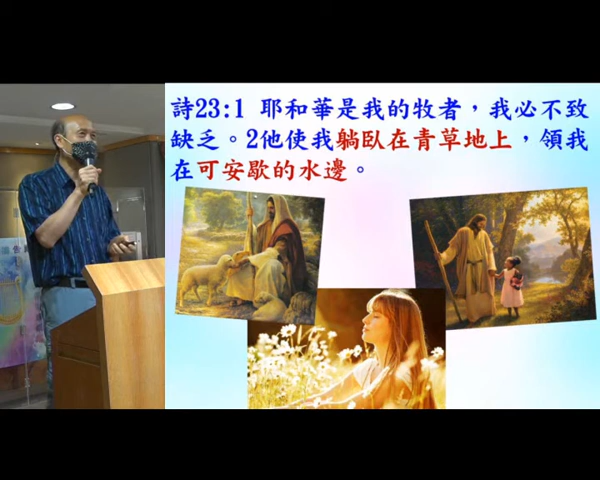 詩23:1 耶和華是我的牧者，我必不致
缺乏。2他使我躺臥在青草地上，領我
在可安歇的水邊。